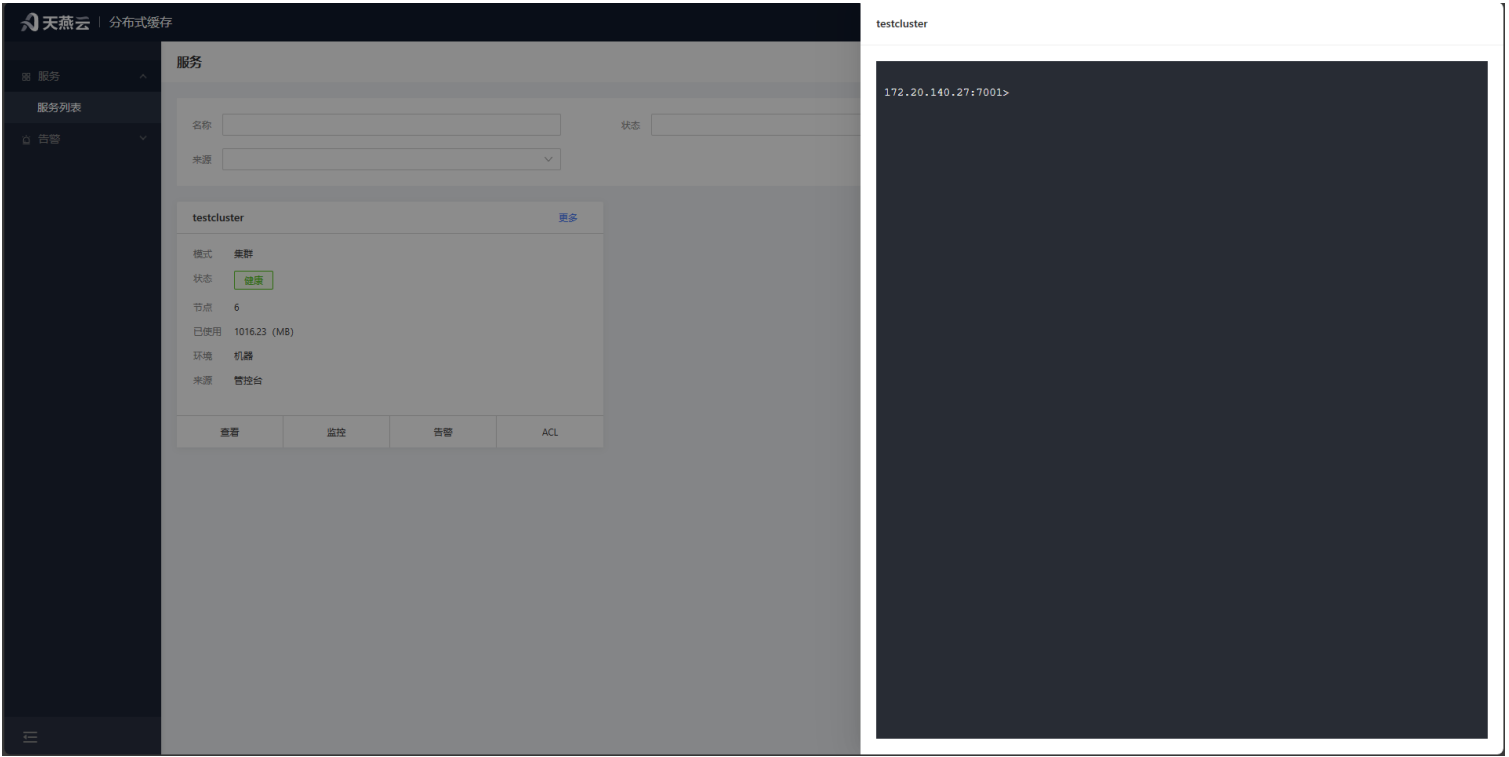 天燕云 | 分布式缓存
服务
服务列表
告警
服务
名称
状态
来源
testcluster
更多
模式 集群
状态 健康
节点 6
已使用 1016.23 (MB)
环境 机器
来源 管控台
查看 监控 告警 ACL
testcluster
172.20.140.27:7001>